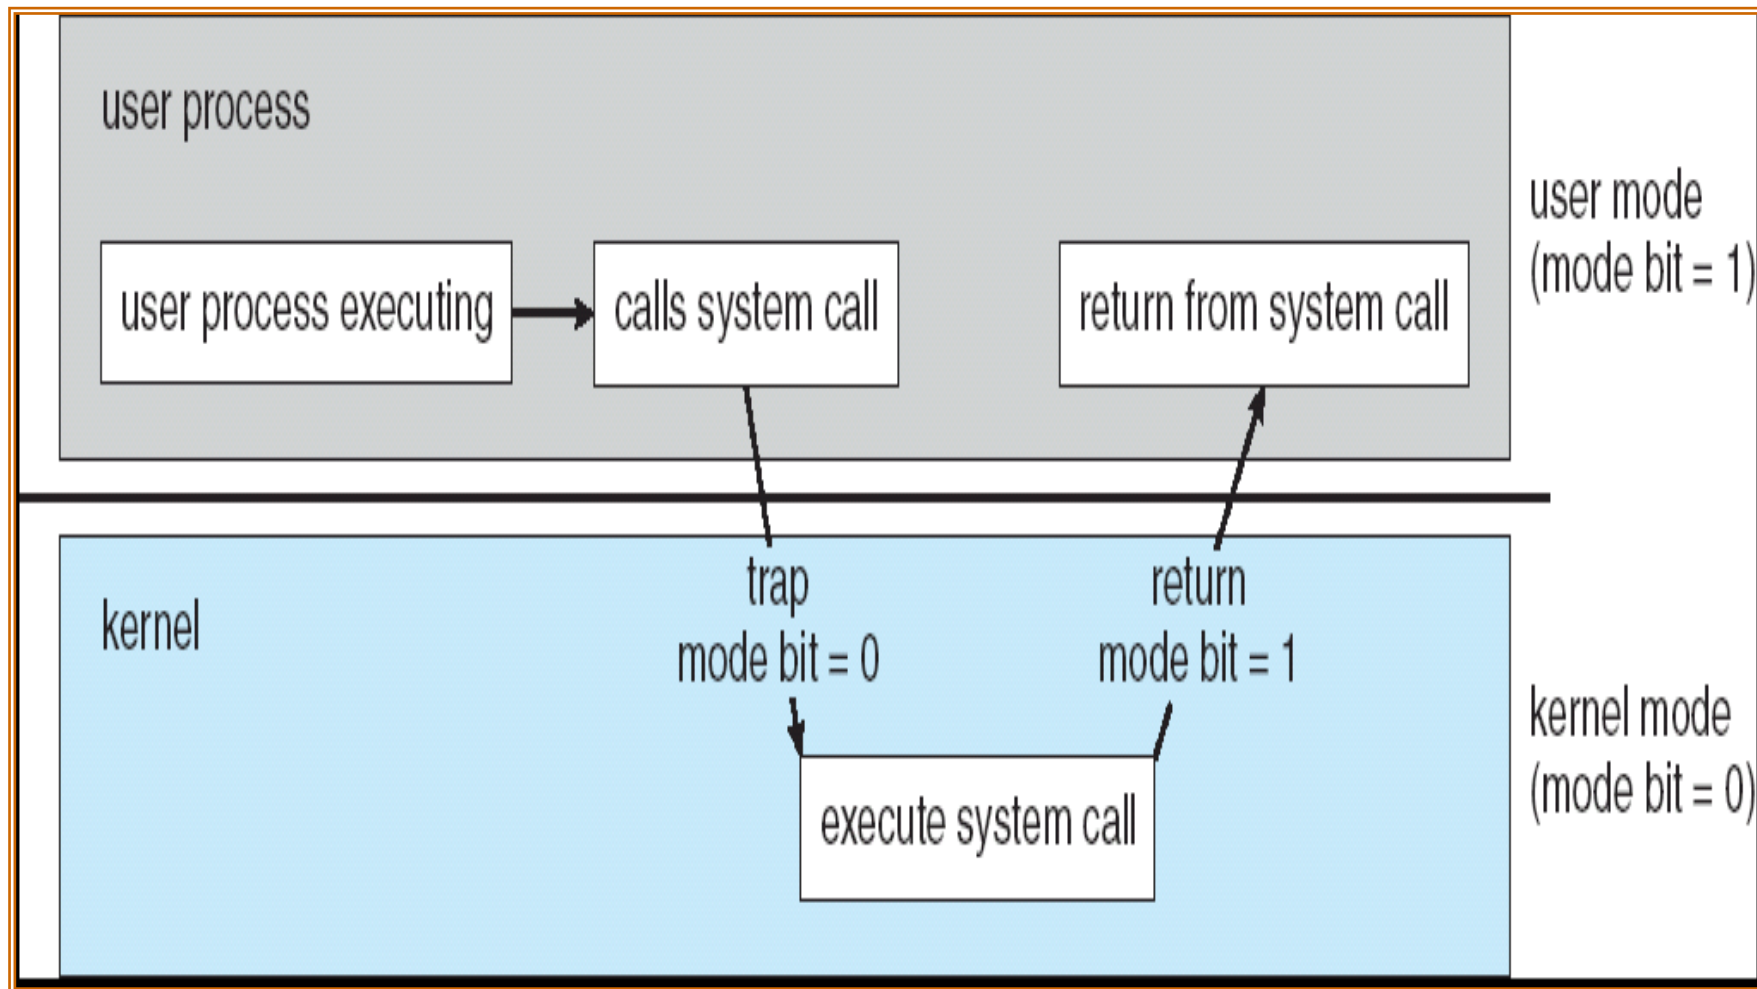 user process
user mode
(mode bit = 1)
user process executing
calls system call
return from system call
trap
mode bit = 0
return
mode bit = 1
kernel
kernel mode
(mode bit = 0)
execute system call